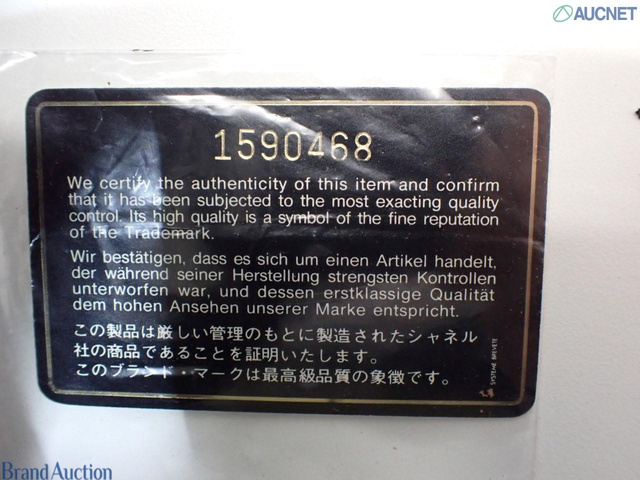 AUCNET
1590468
We certify the authenticity of this item and confirm
that it has been subjected to the most exacting quality
control. Its high quality is a symbol of the fine reputation
of the Trademark.
Wir bestätigen, dass es sich um einen Artikel handelt,
der während seiner Herstellung strengsten Kontrollen
unterworfen war, und dessen erstklassige Qualität
dem hohen Ansehen unserer Marke entspricht.
この製品は厳しい管理のもとに製造されたシャネル
社の商品であることを証明いたします。
このブランド・マークは最高級品質の象徴です。
SYSTEME BREVETE
Brand Auction